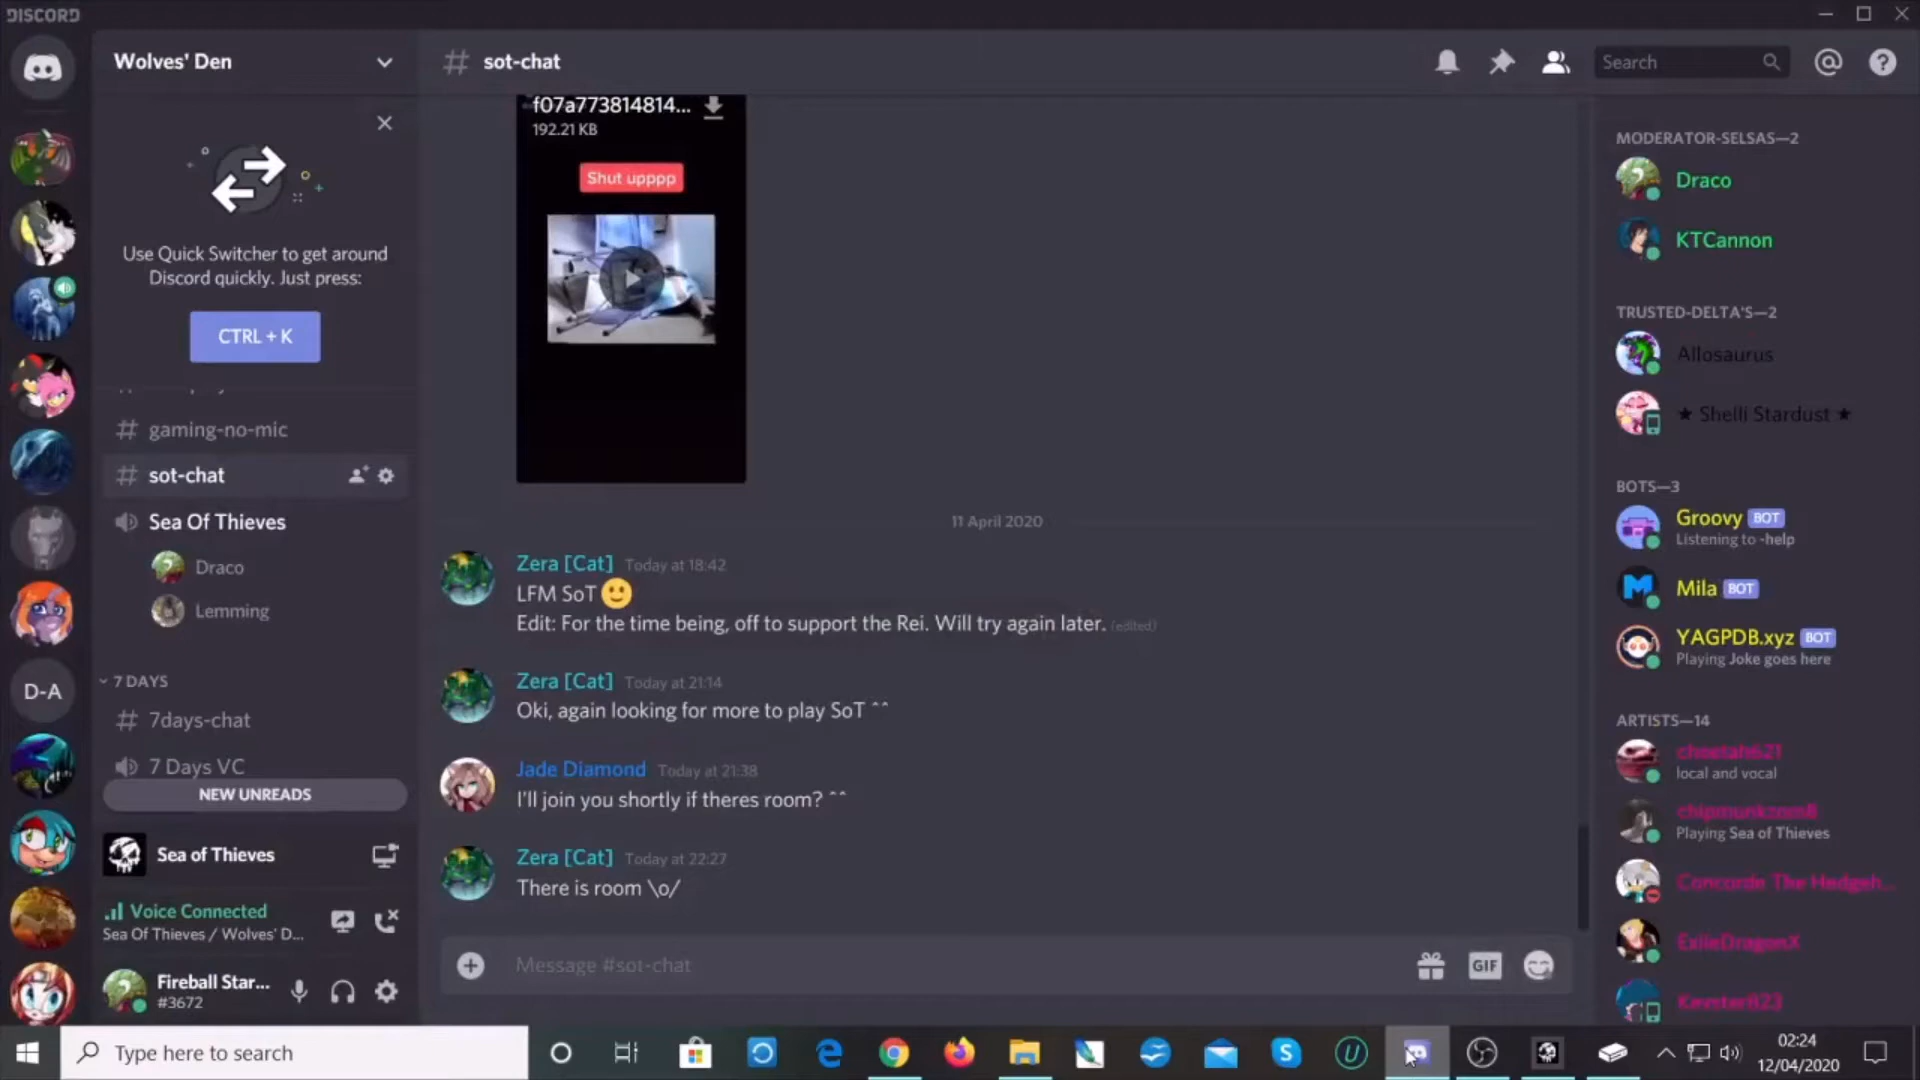 DISCORD
Wolves' Den
Use Quick Switcher to get around
Discord quickly. Just press:
CTRL + K
gaming-no-mic
sot-chat
Sea Of Thieves
Draco
Lemming
7 DAYS
7days-chat
7 Days VC
NEW UNREADS
Sea of Thieves
Voice Connected
Sea Of Thieves / Wolves' D...
Fireball Star...
#3672
# sot-chat
Search
f07a773814814...
192.21 KB
Shut upppp
11 April 2020
Zera [Cat] Today at 18:42
LFM SoT 🙂
Edit: For the time being, off to support the Rei. Will try again later. (edited)
Zera [Cat] Today at 21:14
Oki, again looking for more to play SoT ^^
Jade Diamond Today at 21:38
I'll join you shortly if theres room? ^^
Zera [Cat] Today at 22:27
There is room \o/
Message #sot-chat
GIF
MODERATOR-SELSAS—2
Draco
KTCannon
TRUSTED-DELTA'S—2
Allosaurus
★ Shelli Stardust ★
BOTS—3
Groovy BOT
Listening to -help
Mila BOT
YAGPDB.xyz BOT
Playing Joke goes here
ARTISTS—14
cheetah621
local and vocal
Playing Sea of Thieves
Concorde The Hedgeh...
ExileDragonX
D-A
Type here to search
02:24
12/04/2020